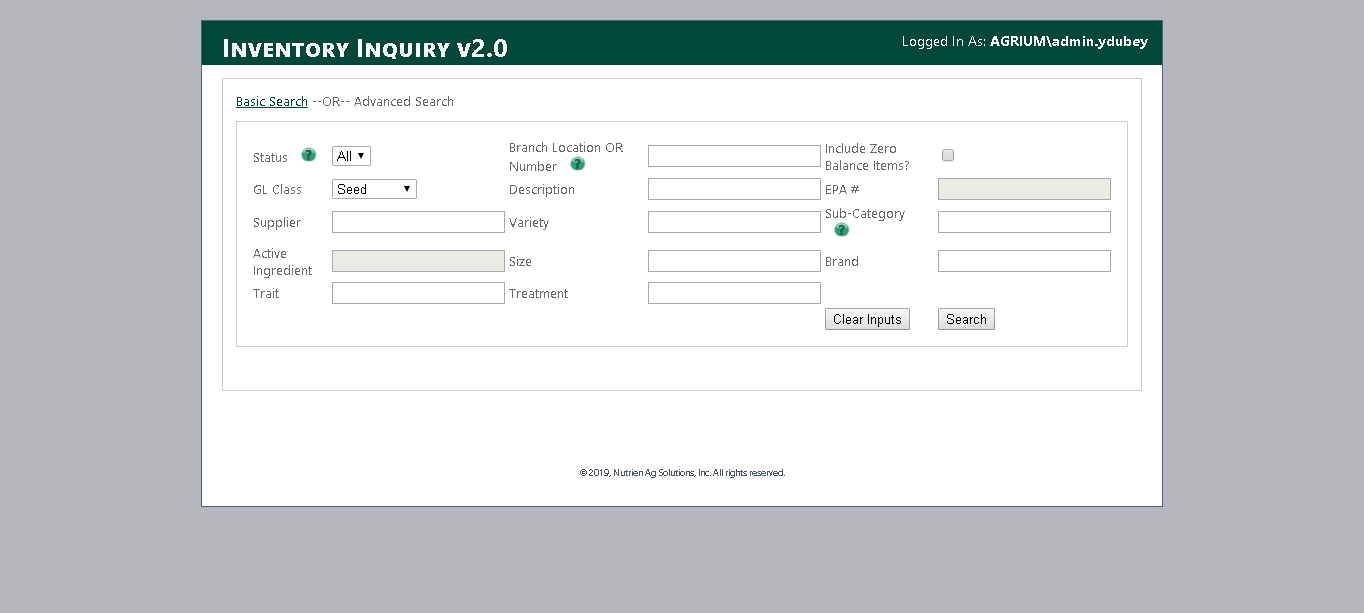 INVENTORY INQUIRY V2.0
Logged In As: AGRIUM\admin.ydubey
Basic Search --OR-- Advanced Search
Status ? All ▼
Branch Location OR
Number ?
Include Zero
Balance Items?
GL Class Seed ▼
Description
EPA #
Supplier
Variety
Sub-Category
?
Active
Ingredient
Size
Brand
Trait
Treatment
Clear Inputs
Search
© 2019, Nutrien Ag Solutions, Inc. All rights reserved.